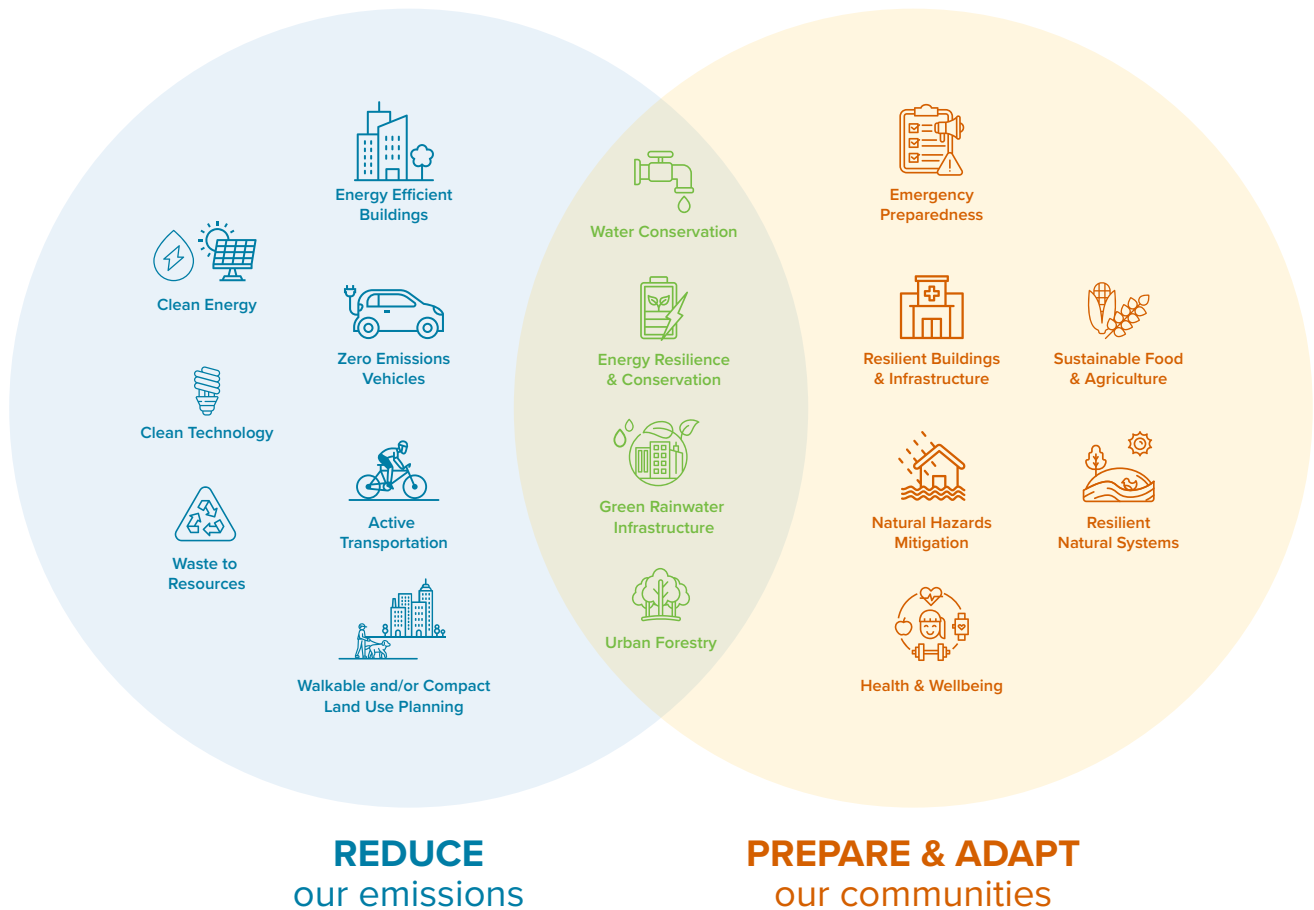 Energy Efficient
Buildings
Clean Energy
Zero Emissions
Vehicles
Clean Technology
Active
Transportation
Waste to
Resources
Walkable and/or Compact
Land Use Planning
Water Conservation
Energy Resilience
& Conservation
Green Rainwater
Infrastructure
Urban Forestry
Emergency
Preparedness
Resilient Buildings
& Infrastructure
Sustainable Food
& Agriculture
Natural Hazards
Mitigation
Resilient
Natural Systems
Health & Wellbeing
REDUCE
our emissions
PREPARE & ADAPT
our communities